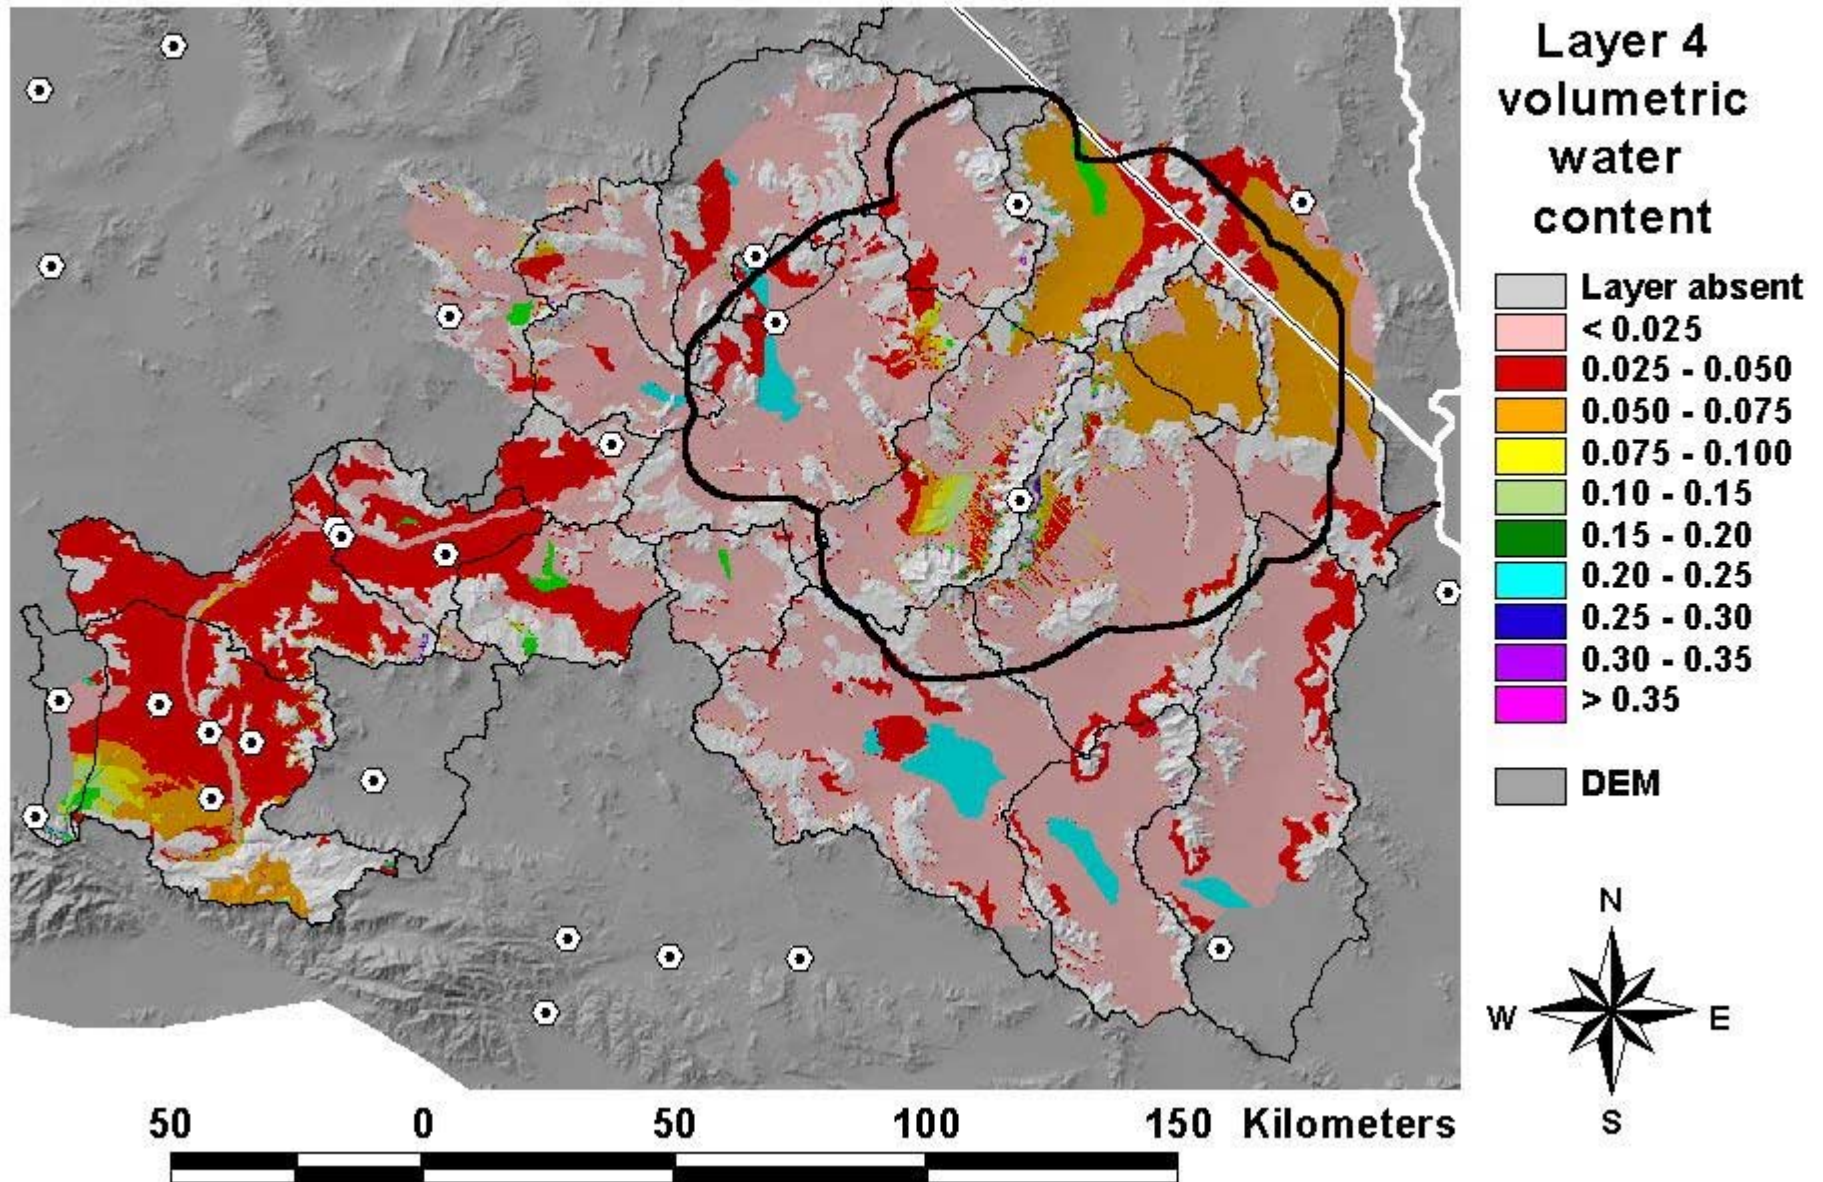 Layer 4
volumetric
water
content
Layer absent
< 0.025
0.025 - 0.050
0.050 - 0.075
0.075 - 0.100
0.10 - 0.15
0.15 - 0.20
0.20 - 0.25
0.25 - 0.30
0.30 - 0.35
> 0.35
DEM
N
W E
S
50 0 50 100 150 Kilometers